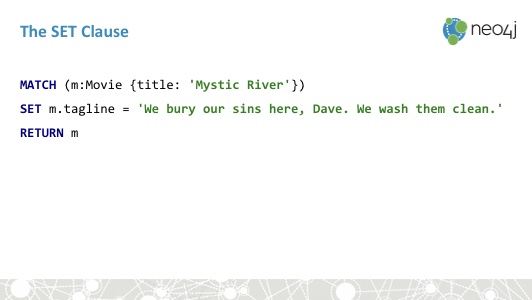 The SET Clause
neo4j
MATCH (m:Movie {title: 'Mystic River'})
SET m.tagline = 'We bury our sins here, Dave. We wash them clean.'
RETURN m